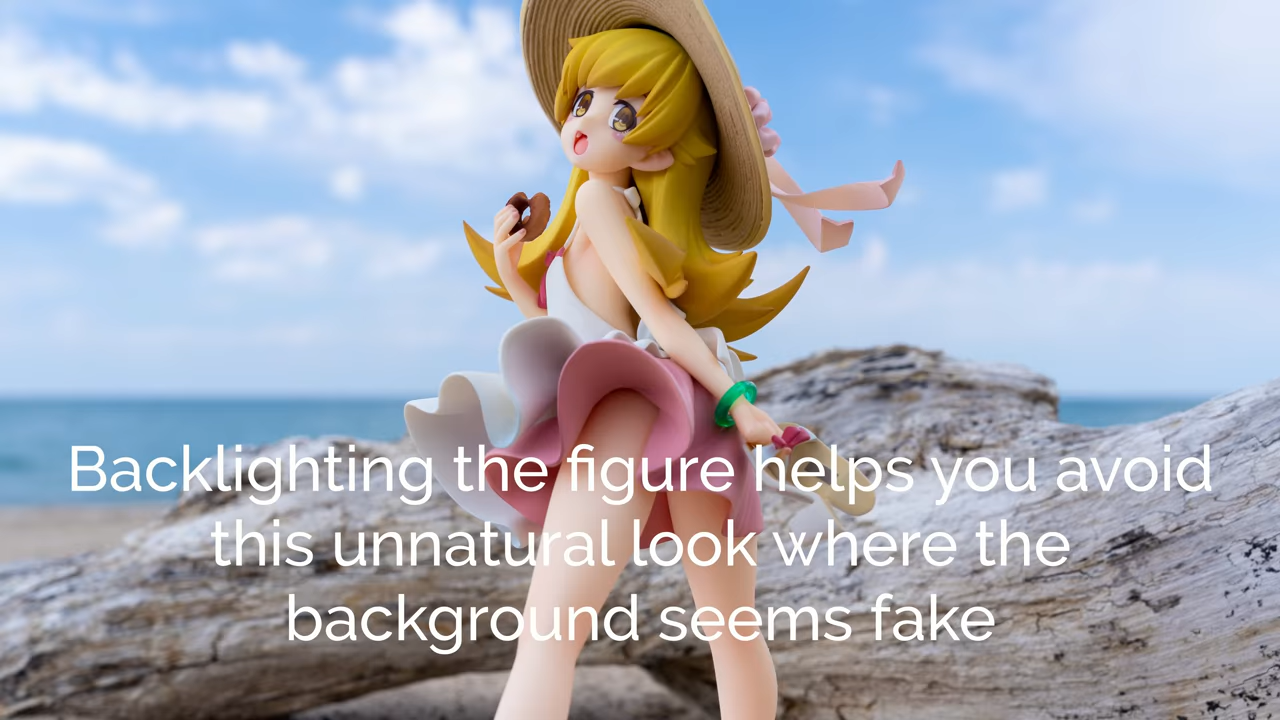 Backlighting the figure helps you avoid
this unnatural look where the
background seems fake